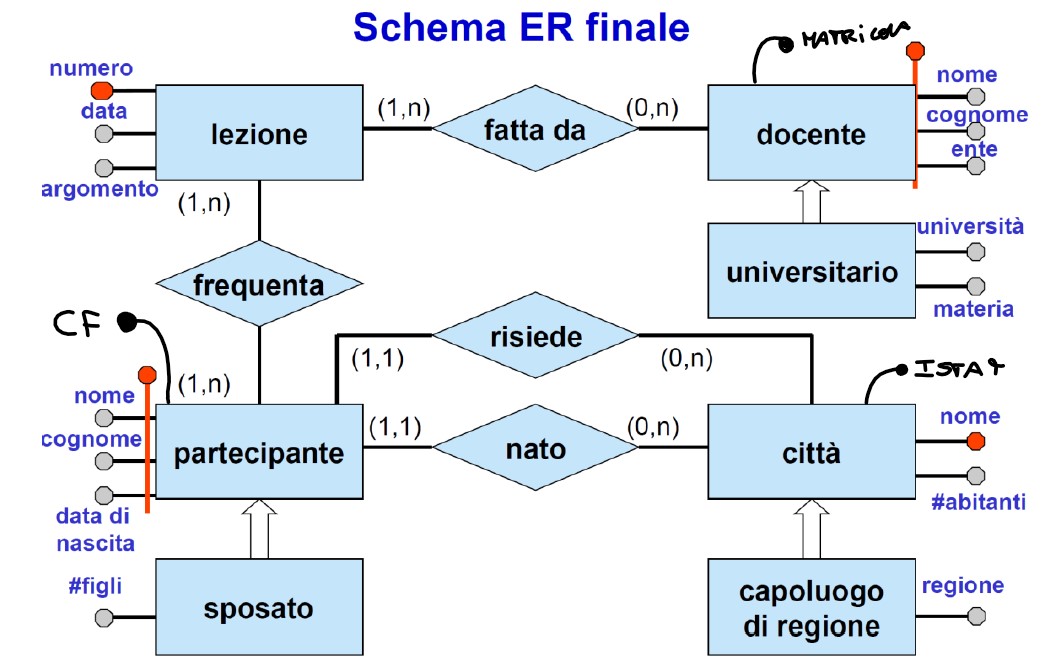 Schema ER finale
MATRICOLA
numero
data
argomento
lezione
(1,n)
fatta da
(0,n)
docente
nome
cognome
ente
(1,n)
frequenta
universitario
università
materia
CF
(1,n)
(1,1)
risiede
(0,n)
ISTAT
nome
cognome
data di
nascita
partecipante
(1,1)
nato
(0,n)
città
nome
#abitanti
#figli
sposato
capoluogo
di regione
regione